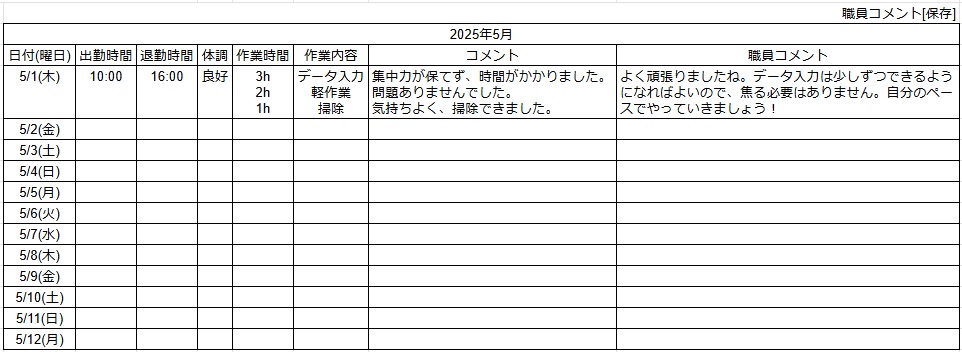 職員コメント[保存]
2025年5月
日付(曜日) 出勤時間 退勤時間 体調 作業時間 作業内容 コメント 職員コメント
5/1(木) 10:00 16:00 良好 3h データ入力 集中力が保てず、時間がかかりました。 よく頑張りましたね。データ入力は少しずつできるよう
2h 軽作業 問題ありませんでした。 になればよいので、焦る必要はありません。自分のペー
1h 掃除 気持ちよく、掃除できました。 スでやっていきましょう！
5/2(金)
5/3(土)
5/4(日)
5/5(月)
5/6(火)
5/7(水)
5/8(木)
5/9(金)
5/10(土)
5/11(日)
5/12(月)